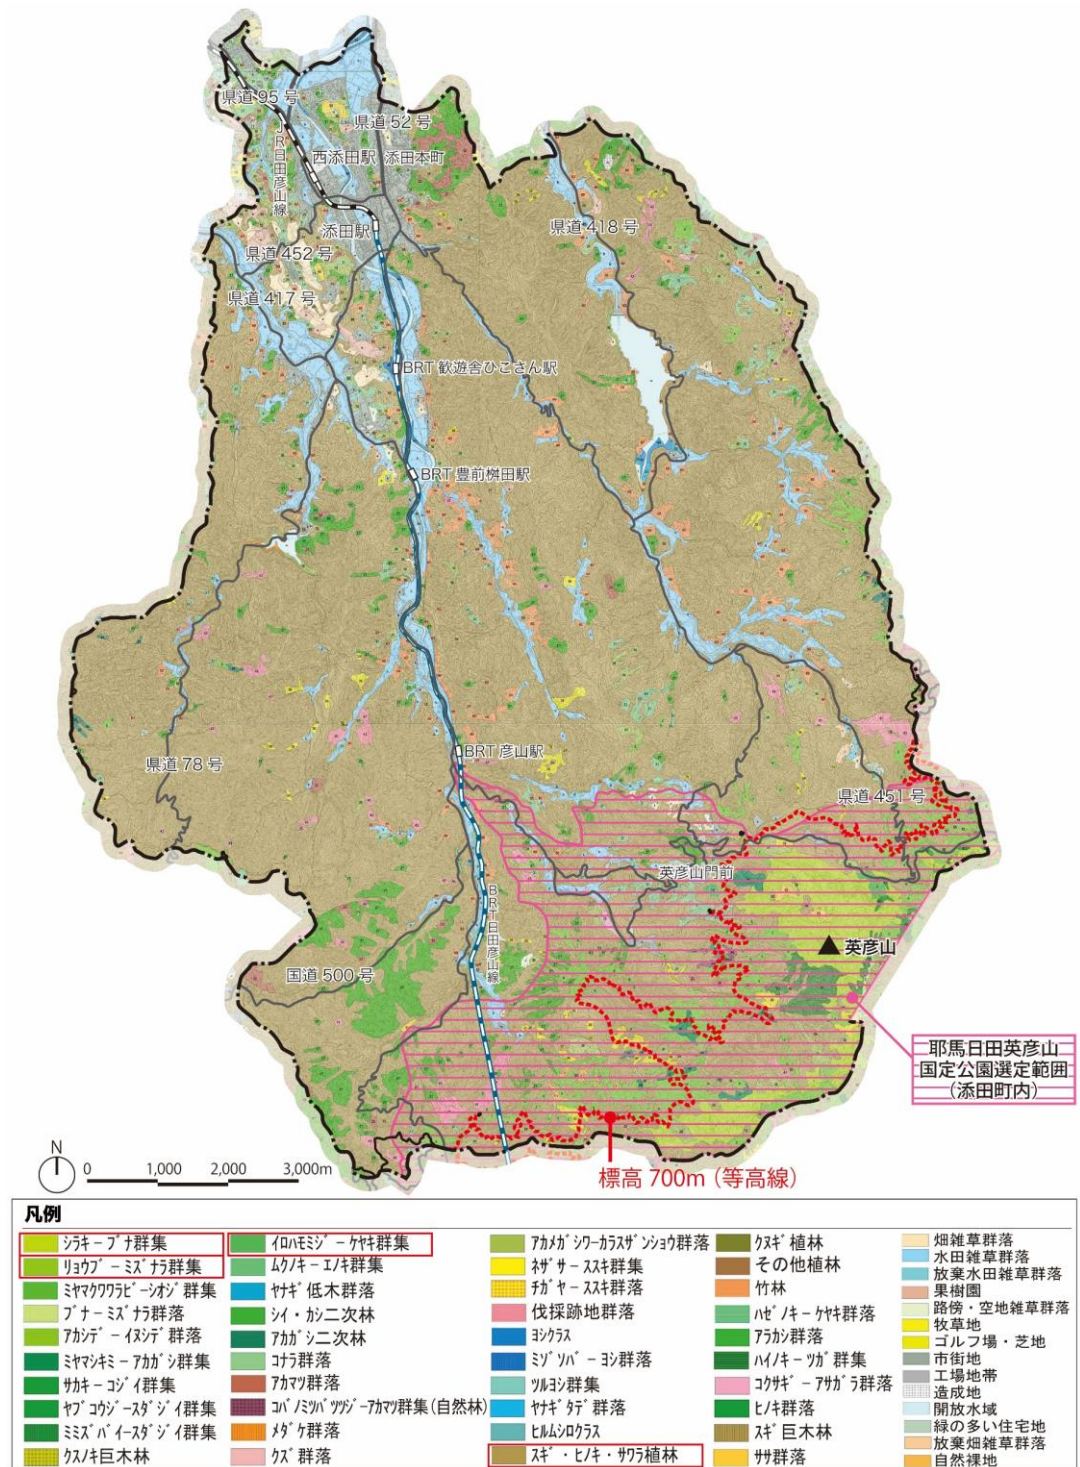 県道 95 号
県道 52 号
JR日田彦山線
西添田駅
添田本町
添田駅
県道 418 号
県道 452 号
県道 417 号
BRT 歓遊舎ひこさん駅
BRT 豊前桝田駅
県道 78 号
BRT 彦山駅
県道 451 号
英彦山門前
BRT日田彦山線
英彦山
国道 500 号
耶馬日田英彦山
国定公園選定範囲
(添田町内)
N
0 1,000 2,000 3,000m
標高 700m (等高線)
凡例
シラキーブナ群集
リョウブーミズナラ群集
ミヤマクワラビーシオジ群集
ブナーミズナラ群落
アカシデーイヌシデ群落
ミヤマシキミーアカガシ群集
サカキーコジイ群集
ヤブコウジースダジイ群集
ミミズバイースダジイ群集
クスノキ巨木林
イロハモミジーケヤキ群集
ムクノキーエノキ群集
ヤナギ低木群落
シイ・カシ二次林
アカガシ二次林
コナラ群落
アカマツ群落
コバノミツバツツジーアカマツ群集(自然林)
メダケ群落
クズ群落
アカメガシワーカラスザンショウ群落
ネザサーススキ群集
チガヤーススキ群落
伐採跡地群落
ヨシクラス
ミゾソバーヨシ群落
ツルヨシ群集
ヤナギタデ群落
ヒルムシロクラス
スギ・ヒノキ・サワラ植林
クヌギ植林
その他植林
竹林
ハゼノキーケヤキ群落
アラカシ群落
ハイノキーツガ群集
コクサギーアサガラ群落
ヒノキ群落
スギ巨木林
ササ群落
畑雑草群落
水田雑草群落
放棄水田雑草群落
果樹園
路傍・空地雑草群落
牧草地
ゴルフ場・芝地
市街地
工場地帯
造成地
開放水域
緑の多い住宅地
放棄畑雑草群落
自然裸地